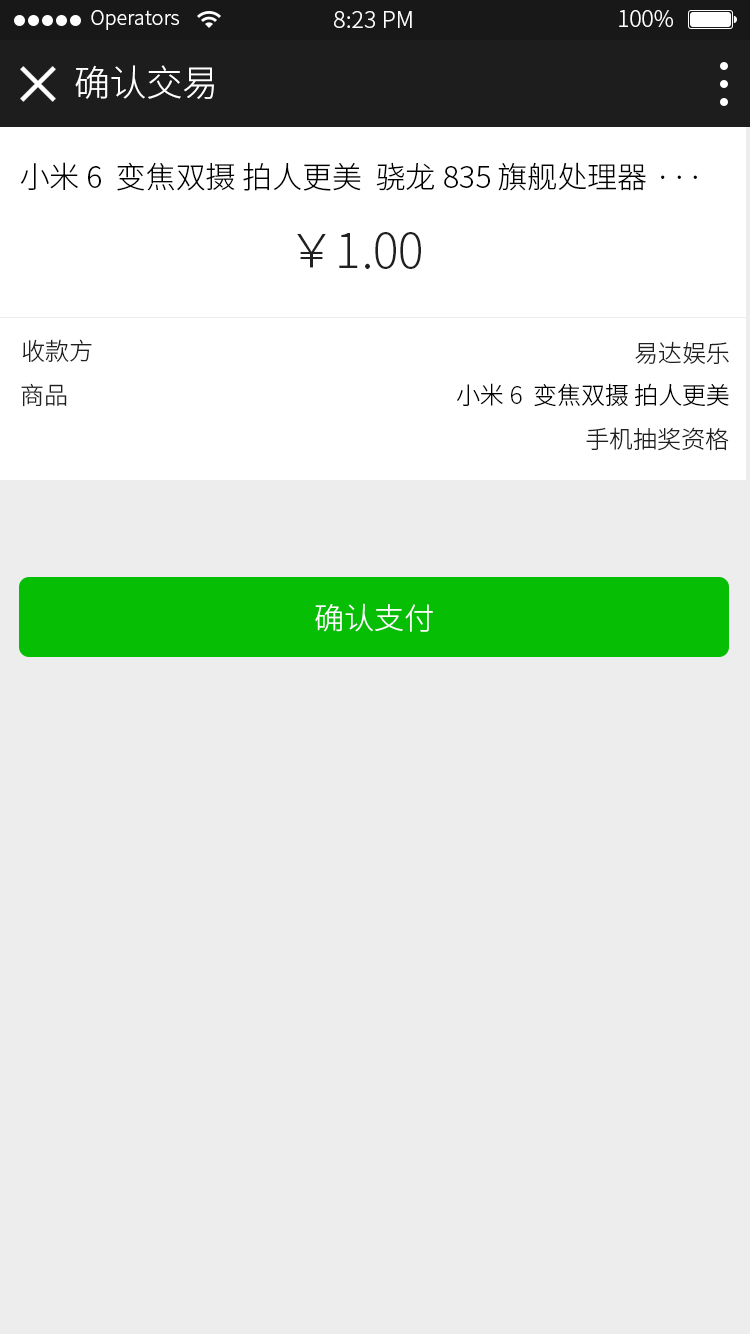 Operators 8:23 PM 100%
确认交易
小米 6 变焦双摄 拍人更美 骁龙 835 旗舰处理器 ···
￥1.00
收款方 易达娱乐
商品 小米 6 变焦双摄 拍人更美
手机抽奖资格
确认支付